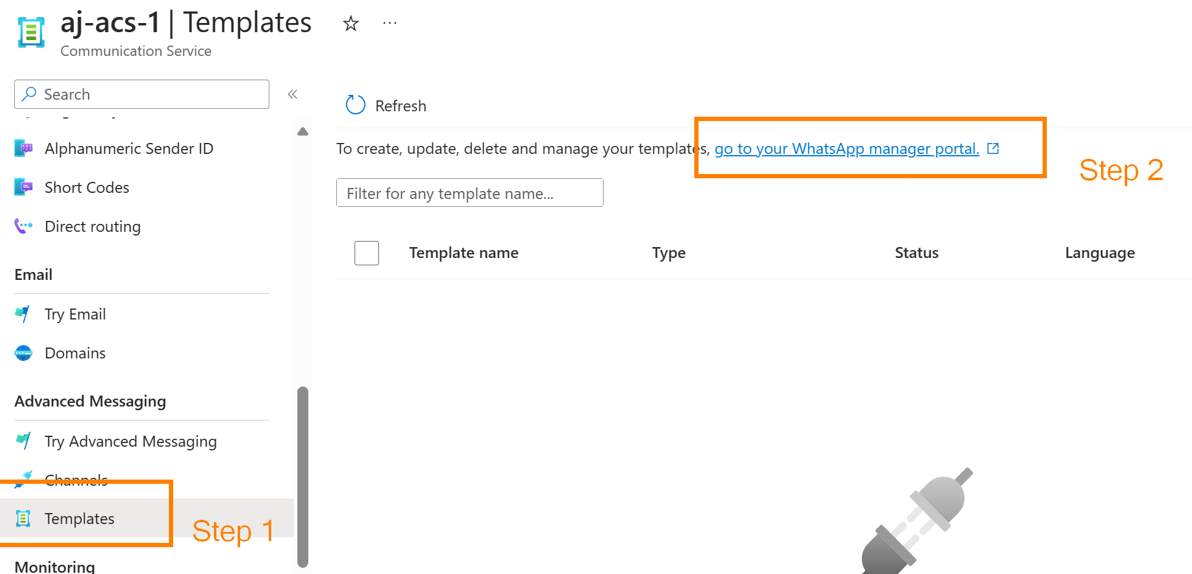 aj-acs-1 | Templates
Communication Service
Search
Alphanumeric Sender ID
Short Codes
Direct routing
Email
Try Email
Domains
Advanced Messaging
Try Advanced Messaging
Channels
Templates
Step 1
Monitoring
Refresh
To create, update, delete and manage your templates, go to your WhatsApp manager portal.
Step 2
Filter for any template name...
Template name Type Status Language